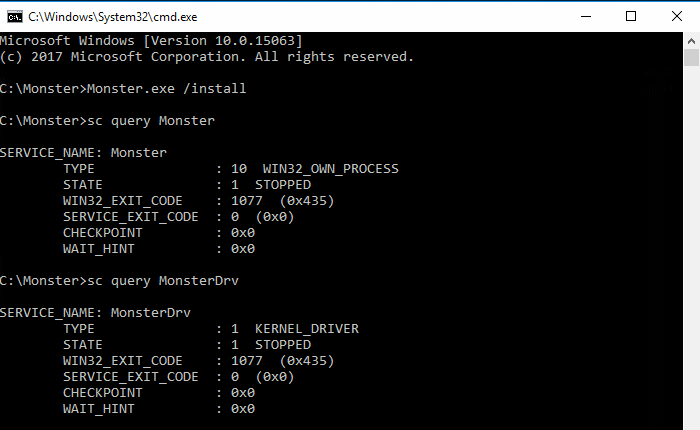 C:\Windows\System32\cmd.exe
Microsoft Windows [Version 10.0.15063]
(c) 2017 Microsoft Corporation. All rights reserved.
C:\Monster>Monster.exe /install
C:\Monster>sc query Monster
SERVICE_NAME: Monster
TYPE : 10 WIN32_OWN_PROCESS
STATE : 1 STOPPED
WIN32_EXIT_CODE : 1077 (0x435)
SERVICE_EXIT_CODE : 0 (0x0)
CHECKPOINT : 0x0
WAIT_HINT : 0x0
C:\Monster>sc query MonsterDrv
SERVICE_NAME: MonsterDrv
TYPE : 1 KERNEL_DRIVER
STATE : 1 STOPPED
WIN32_EXIT_CODE : 1077 (0x435)
SERVICE_EXIT_CODE : 0 (0x0)
CHECKPOINT : 0x0
WAIT_HINT : 0x0